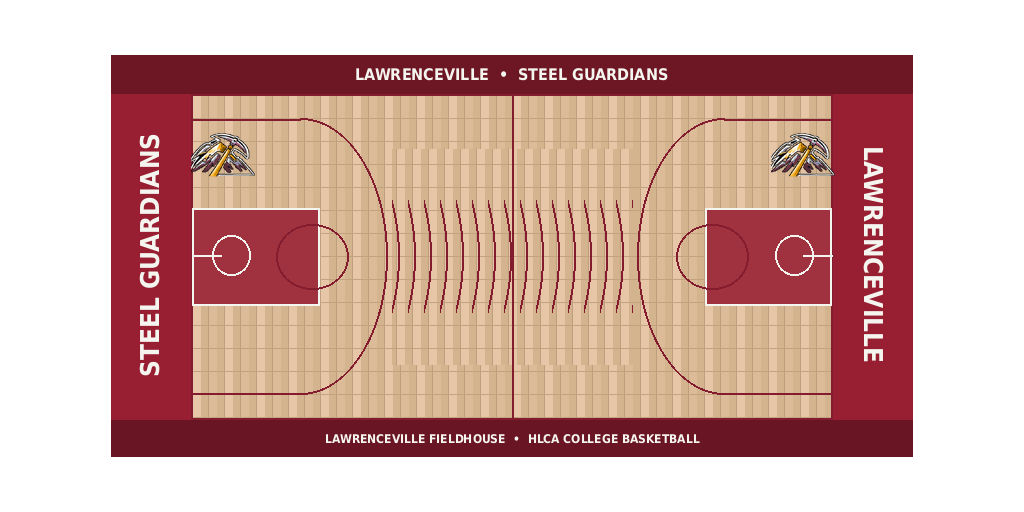 LAWRENCEVILLE • STEEL GUARDIANS
STEEL GUARDIANS
LAWRENCEVILLE
LAWRENCEVILLE FIELDHOUSE • HLCA COLLEGE BASKETBALL